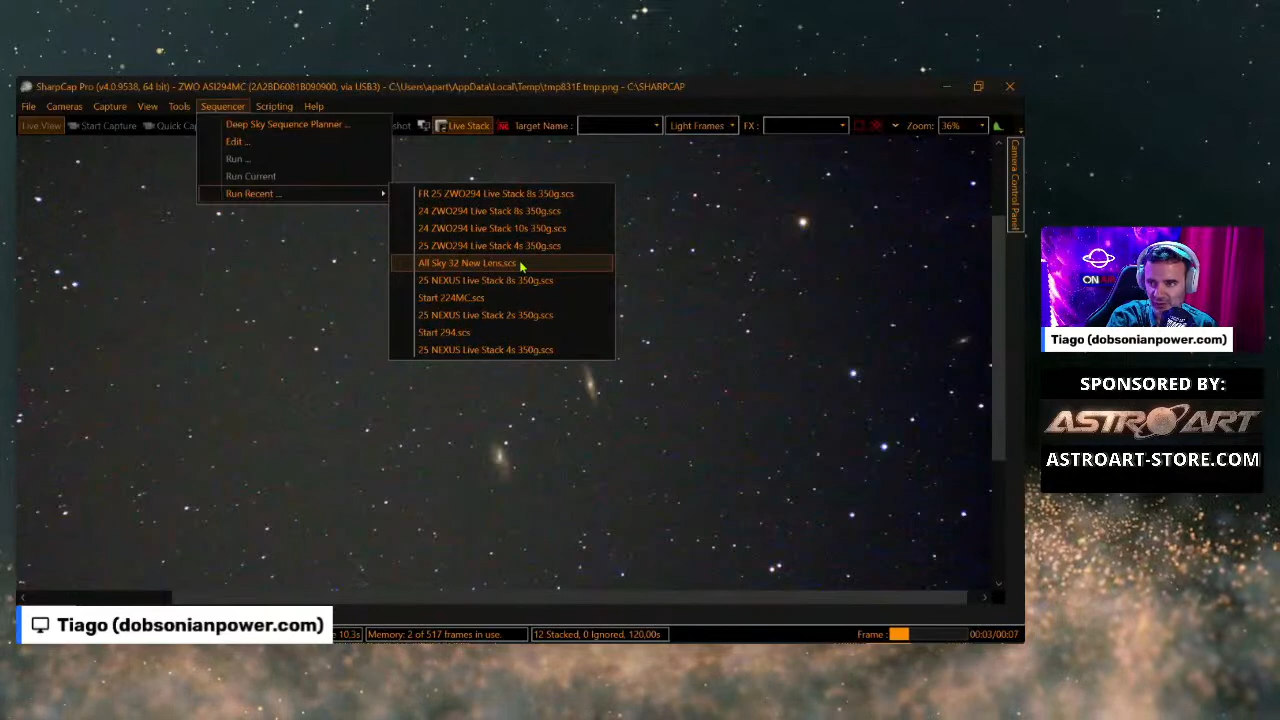 SharpCap Pro (v4.0.9538, 64 bit) - ZWO ASI294MC (2A2BD6081B090900, via USB3) - C:\Users\apart\AppData\Local\Temp\tmp831E.tmp.png - C:\SHARPCAP
File Cameras Capture View Tools Sequencer Scripting Help
Live View Start Capture Quick Ca shot Live Stack Target Name : Light Frames FX : Zoom: 36%
Deep Sky Sequence Planner ...
Edit ...
Run ...
Run Current
Run Recent ...
FR 25 ZWO294 Live Stack 8s 350g.scs
24 ZWO294 Live Stack 8s 350g.scs
24 ZWO294 Live Stack 10s 350g.scs
25 ZWO294 Live Stack 4s 350g.scs
All Sky 32 New Lens.scs
25 NEXUS Live Stack 8s 350g.scs
Start 224MC.scs
25 NEXUS Live Stack 2s 350g.scs
Start 294.scs
25 NEXUS Live Stack 4s 350g.scs
Camera Control Panel
ON
Tiago (dobsonianpower.com)
SPONSORED BY:
ASTROART
ASTROART-STORE.COM
Tiago (dobsonianpower.com)
10,3s Memory: 2 of 517 frames in use. 12 Stacked, 0 Ignored, 120,00s Frame : 00:03/00:07